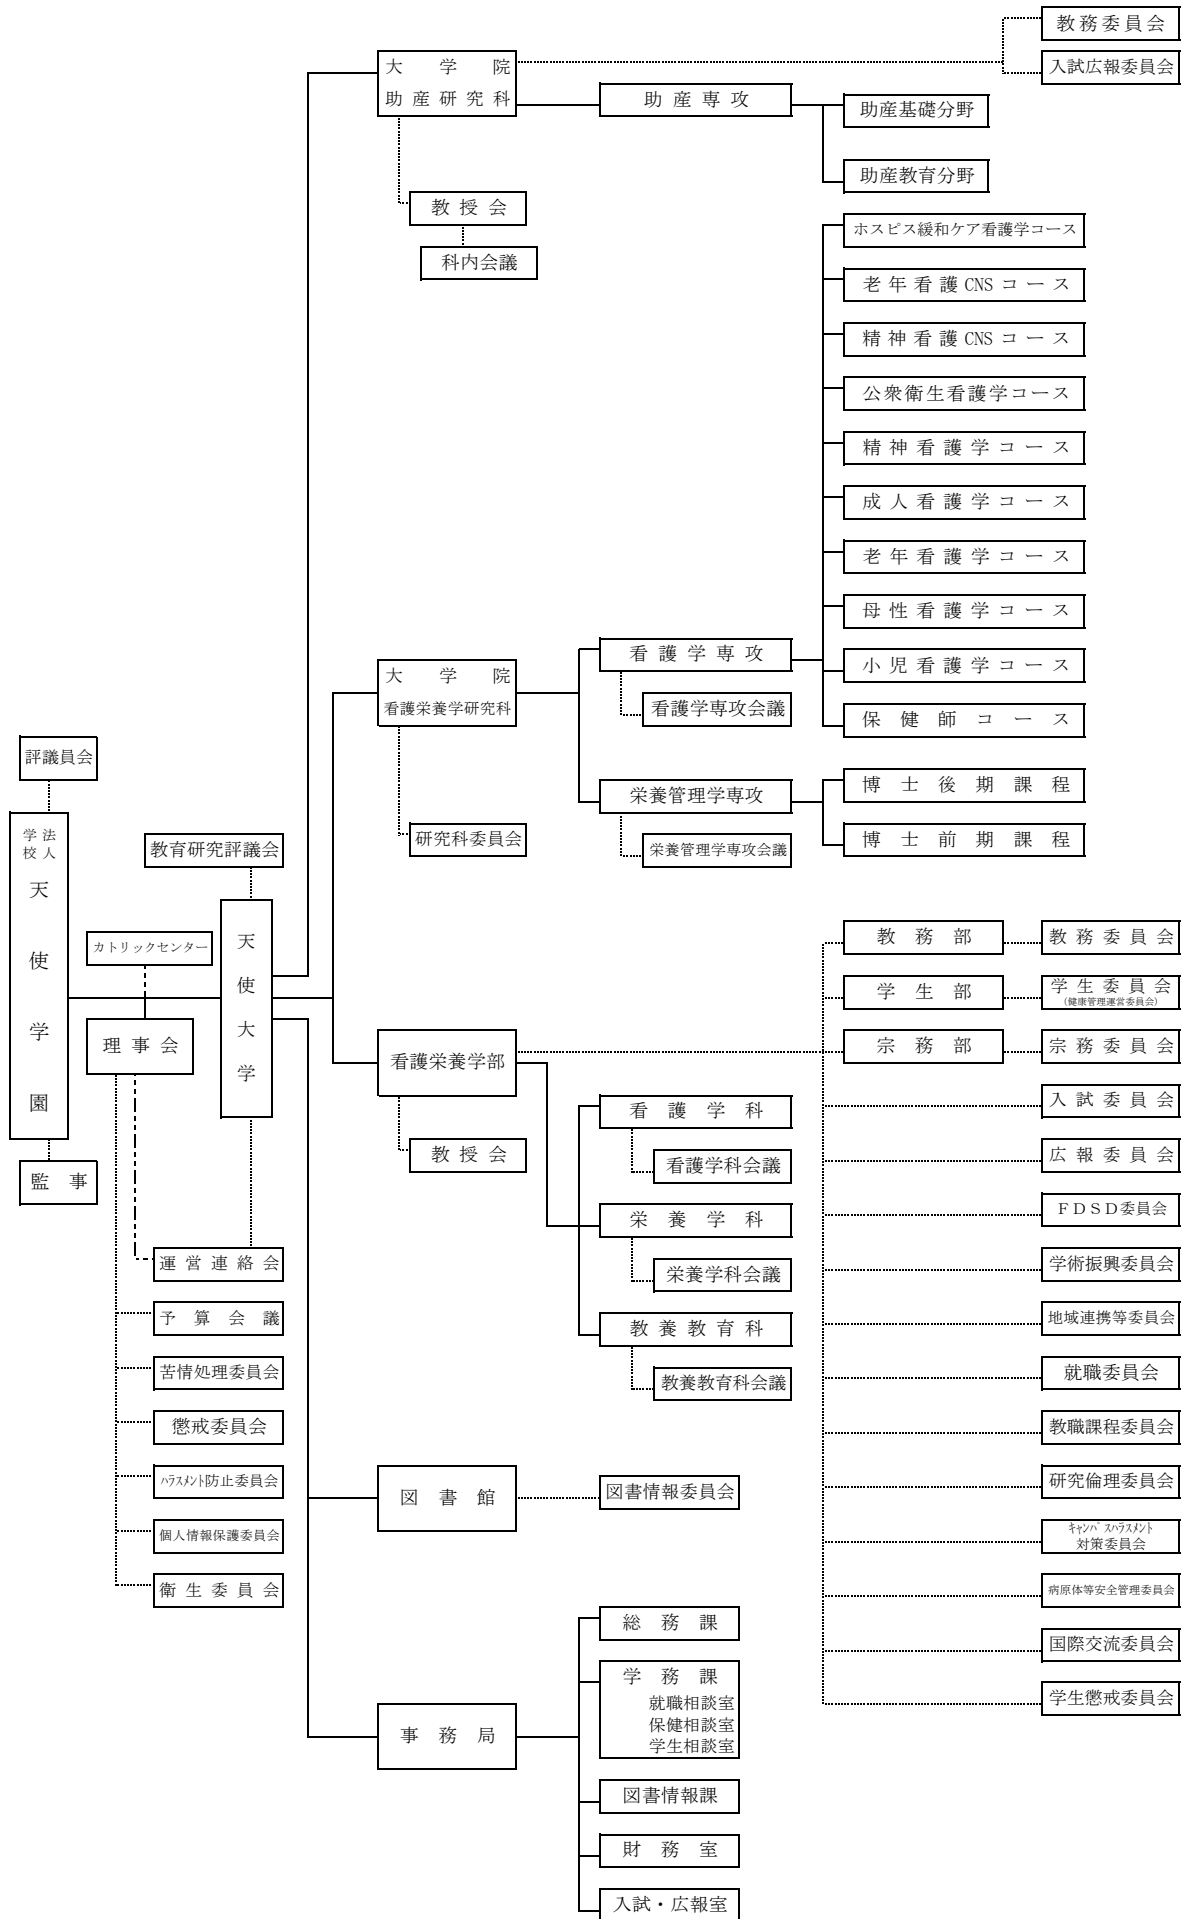 教務委員会
入試広報委員会
大学院
助産研究科
助産専攻
助産基礎分野
助産教育分野
教授会
科内会議
ホスピス緩和ケア看護学コース
老年看護CNSコース
精神看護CNSコース
公衆衛生看護学コース
精神看護学コース
成人看護学コース
老年看護学コース
母性看護学コース
小児看護学コース
保健師コース
大学院
看護栄養学研究科
看護学専攻
看護学専攻会議
栄養管理学専攻
栄養管理学専攻会議
博士後期課程
博士前期課程
研究科委員会
評議員会
学校法人
天使学園
監事
教育研究評議会
カトリックセンター
天使大学
理事会
運営連絡会
予算会議
苦情処理委員会
懲戒委員会
ハラスメント防止委員会
個人情報保護委員会
衛生委員会
看護栄養学部
教授会
看護学科
看護学科会議
栄養学科
栄養学科会議
教養教育科
教養教育科会議
教務部
教務委員会
学生部
学生委員会
(健康管理運営委員会)
宗務部
宗務委員会
入試委員会
広報委員会
ＦＤＳＤ委員会
学術振興委員会
地域連携等委員会
就職委員会
教職課程委員会
研究倫理委員会
キャンパスハラスメント
対策委員会
病原体等安全管理委員会
国際交流委員会
学生懲戒委員会
図書館
図書情報委員会
事務局
総務課
学務課
就職相談室
保健相談室
学生相談室
図書情報課
財務室
入試・広報室